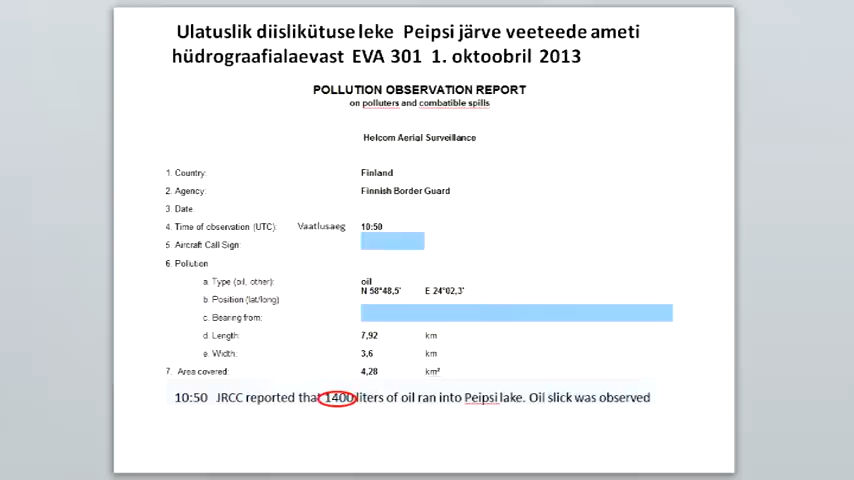 Ulatuslik diislikütuse leke Peipsi järve veeteede ameti
hüdrograafialaevast EVA 301 1. oktoobril 2013
POLLUTION OBSERVATION REPORT
on polluters and combatible spills
Helcom Aerial Surveillance
1. Country: Finland
2. Agency: Finnish Border Guard
3. Date
4. Time of observation (UTC): Vaatlusaeg 10:50
5. Aircraft Call Sign:
6. Pollution
a. Type (oil, other): oil
N 58°48,5' E 24°02,3'
b. Position (lat/long)
c. Bearing from:
d. Length: 7,92 km
e. Width: 3,6 km
7. Area covered: 4,28 km²
10:50 JRCC reported that 1400 liters of oil ran into Peipsi lake. Oil slick was observed